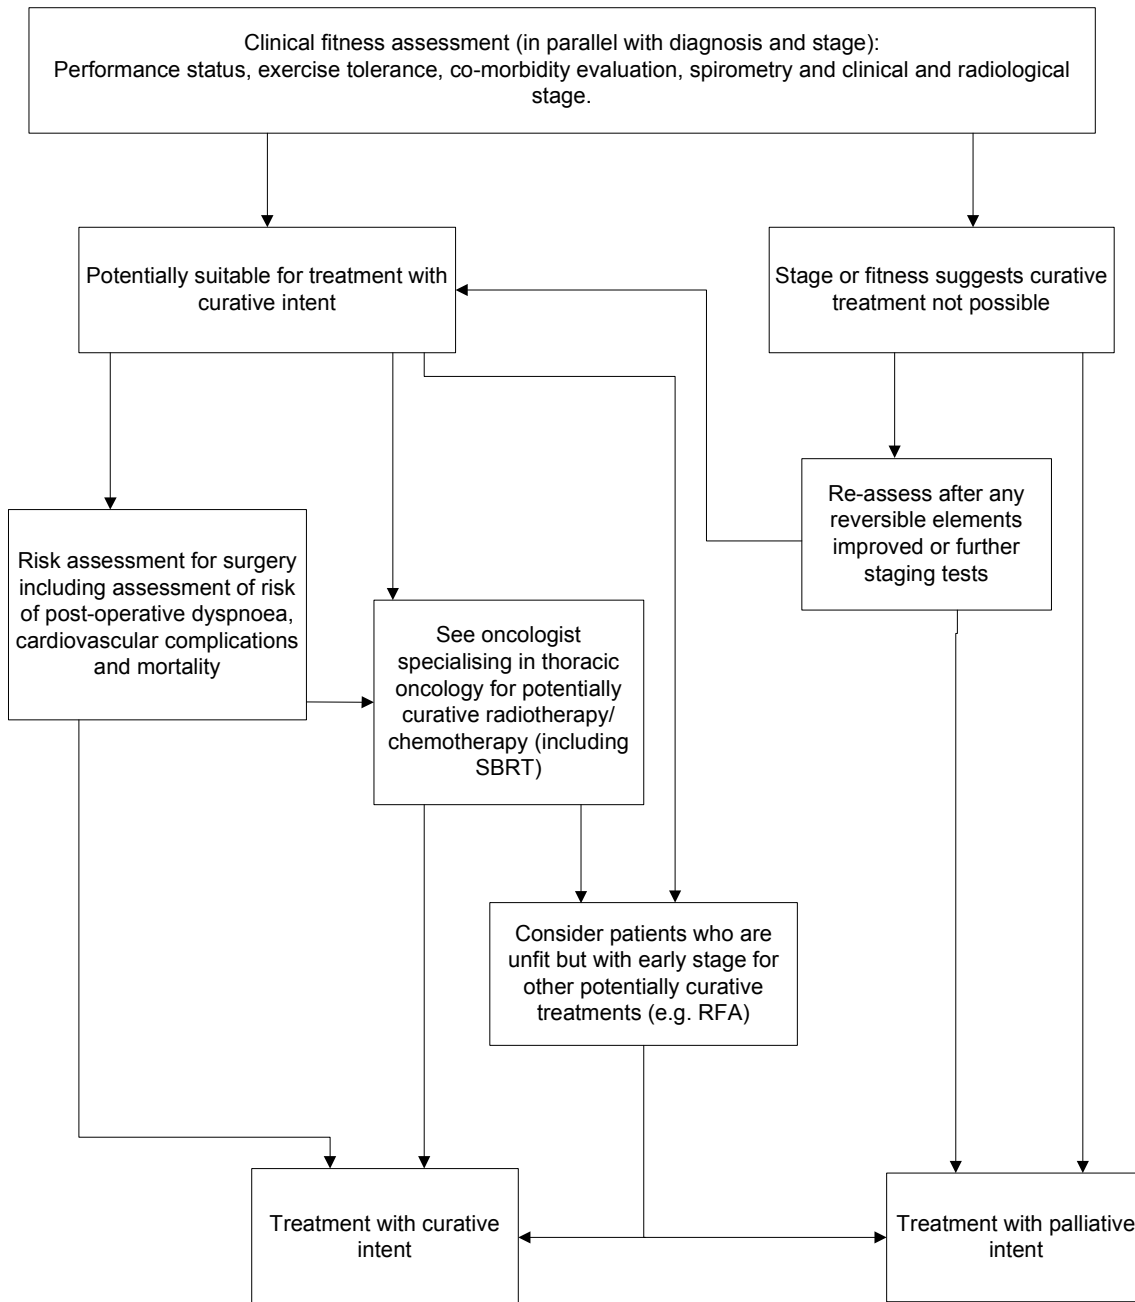 Clinical fitness assessment (in parallel with diagnosis and stage):
Performance status, exercise tolerance, co-morbidity evaluation, spirometry and clinical and radiological
stage.
Potentially suitable for treatment with
curative intent
Stage or fitness suggests curative
treatment not possible
Re-assess after any
reversible elements
improved or further
staging tests
Risk assessment for surgery
including assessment of risk
of post-operative dyspnoea,
cardiovascular complications
and mortality
See oncologist
specialising in thoracic
oncology for potentially
curative radiotherapy/
chemotherapy (including
SBRT)
Consider patients who are
unfit but with early stage for
other potentially curative
treatments (e.g. RFA)
Treatment with curative
intent
Treatment with palliative
intent